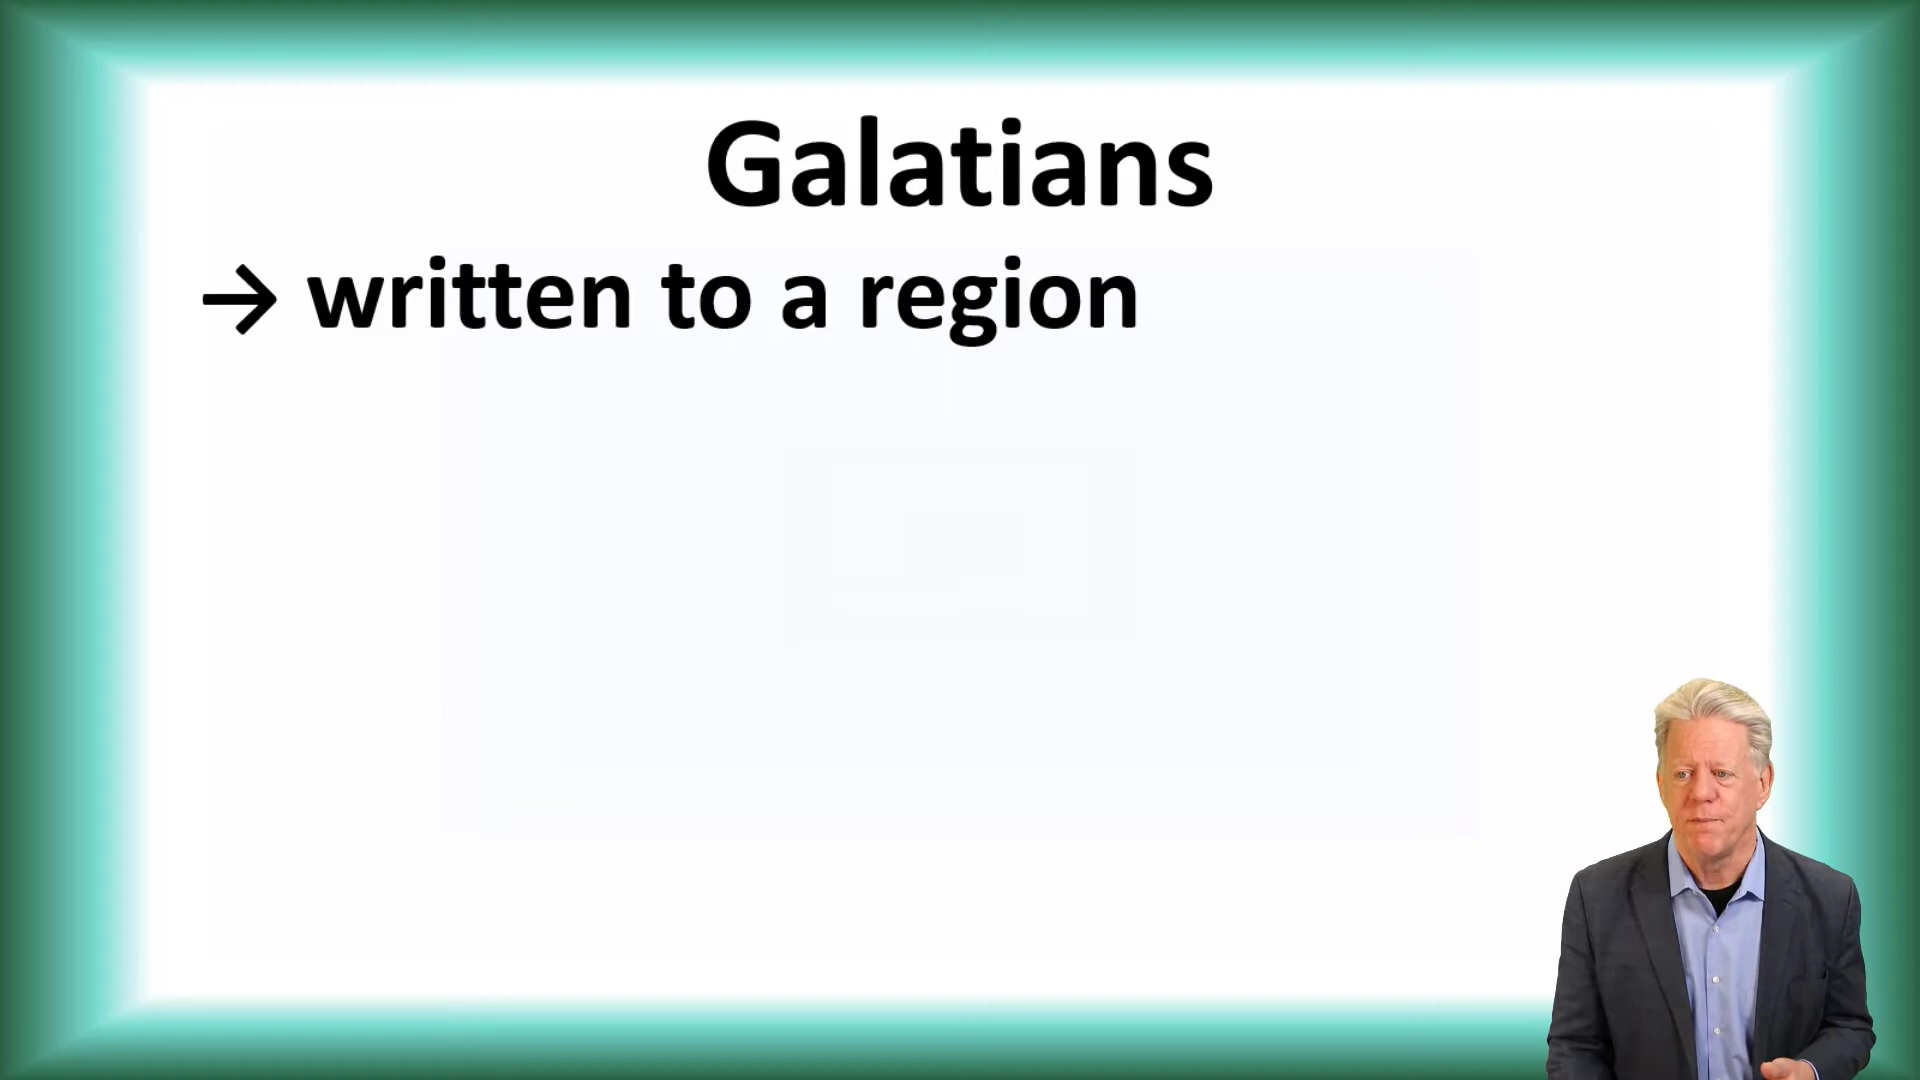 Galatians
→ written to a region